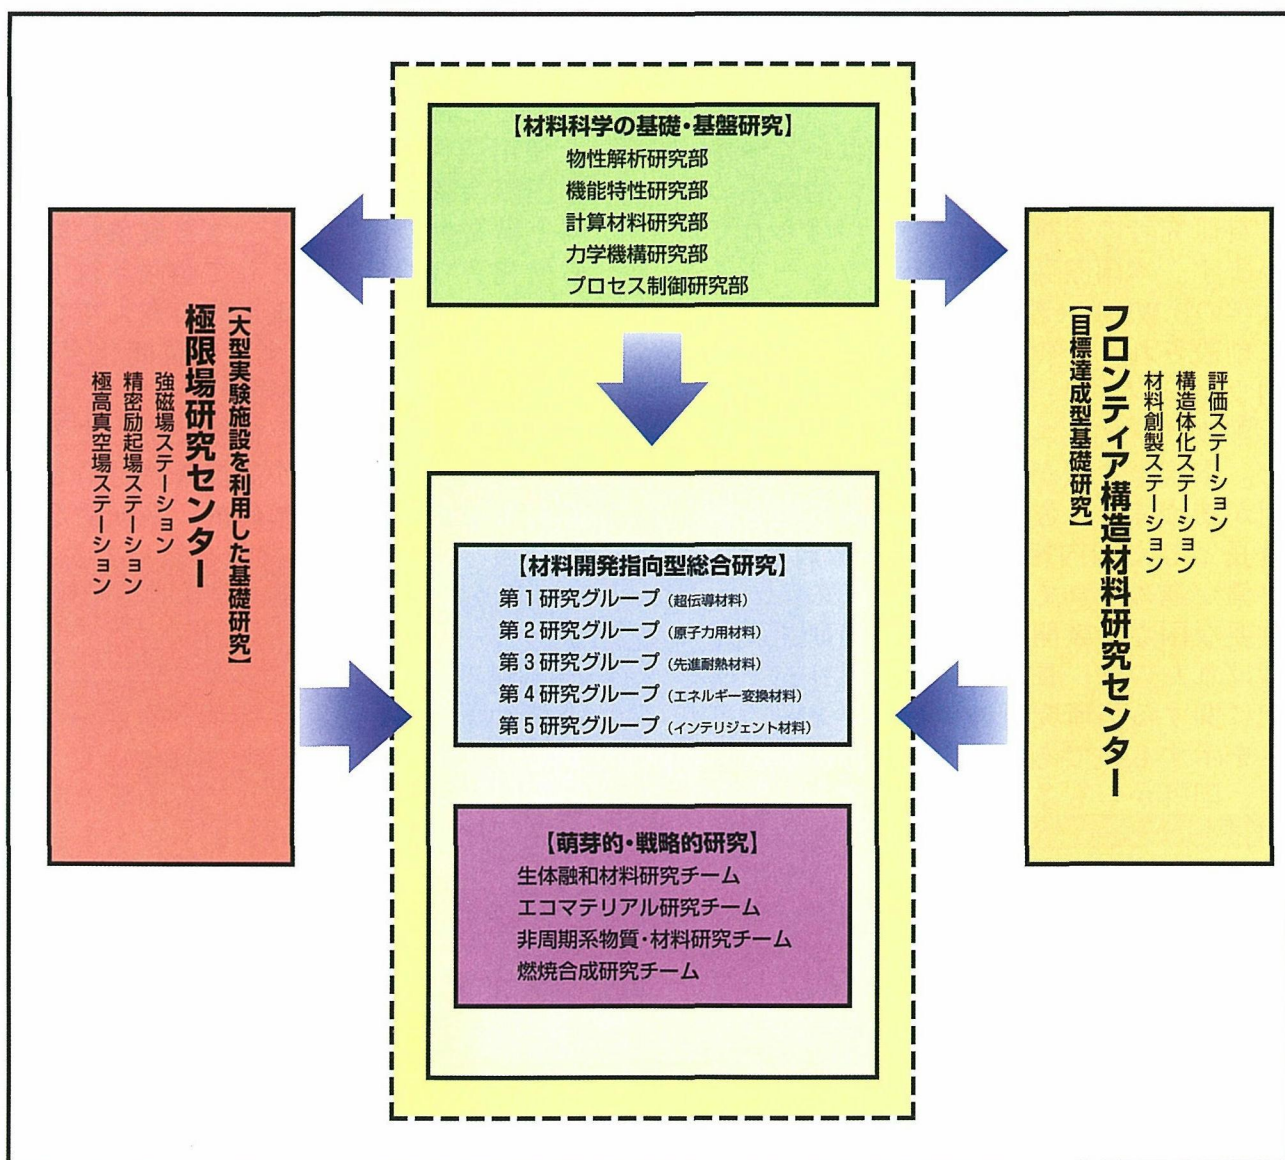 【材料科学の基礎・基盤研究】
物性解析研究部
機能特性研究部
計算材料研究部
力学機構研究部
プロセス制御研究部
【大型実験施設を利用した基礎研究】
極限場研究センター
強磁場ステーション
精密励起場ステーション
極高真空場ステーション
評価ステーション
構造体化ステーション
材料創製ステーション
フロンティア構造材料研究センター
【目標達成型基礎研究】
【材料開発指向型総合研究】
第1研究グループ（超伝導材料）
第2研究グループ（原子力用材料）
第3研究グループ（先進耐熱材料）
第4研究グループ（エネルギー変換材料）
第5研究グループ（インテリジェント材料）
【萌芽的・戦略的研究】
生体融和材料研究チーム
エコマテリアル研究チーム
非周期系物質・材料研究チーム
燃焼合成研究チーム